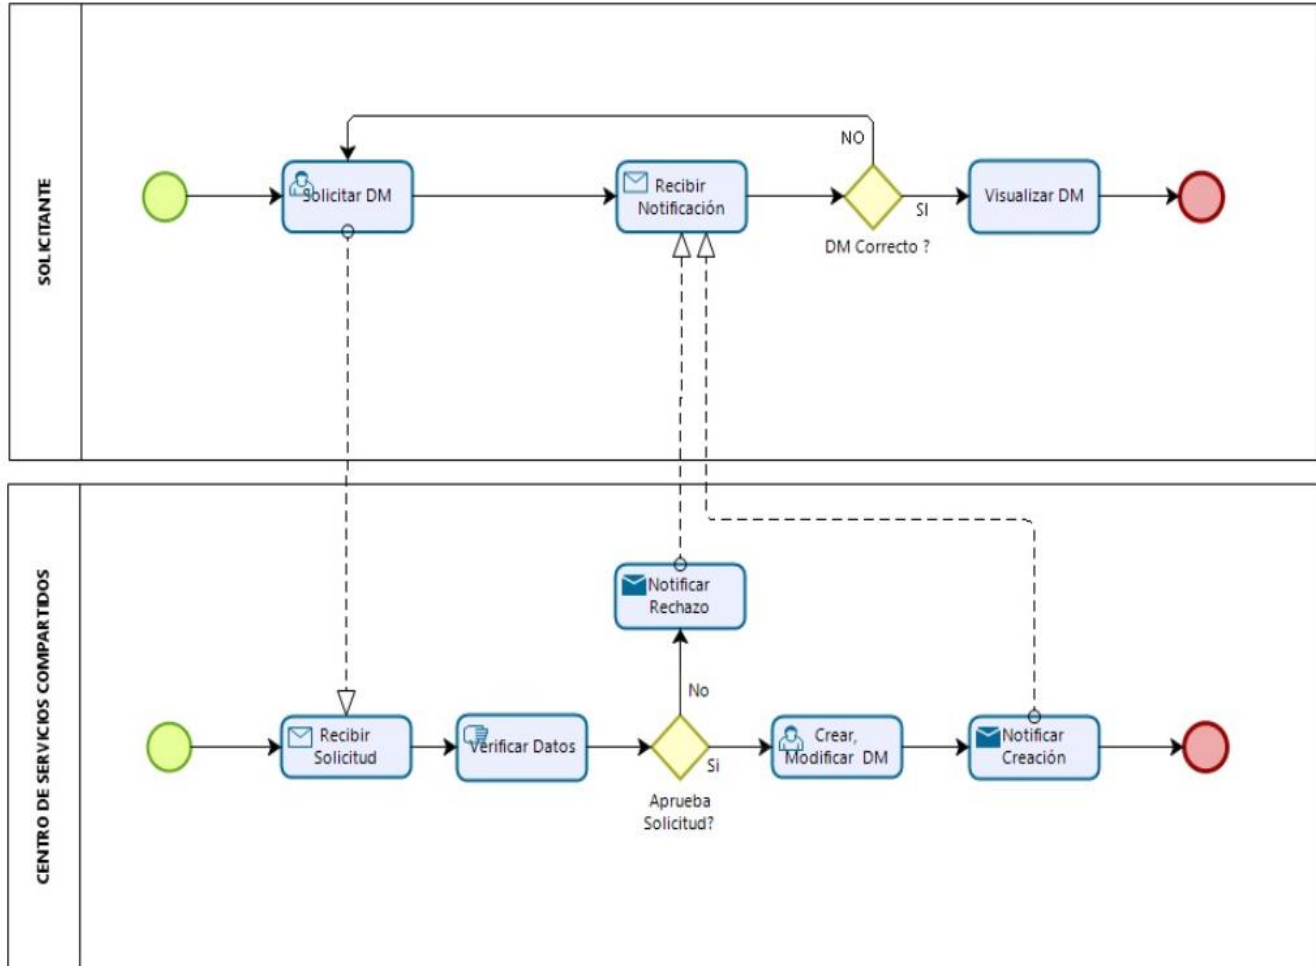 SOLICITANTE
NO
Solicitar DM
Recibir
Notificación
SI
Visualizar DM
DM Correcto ?
CENTRO DE SERVICIOS COMPARTIDOS
Notificar
Rechazo
No
Recibir
Solicitud
Verificar Datos
Si
Crear,
Modificar DM
Notificar
Creación
Aprueba
Solicitud?